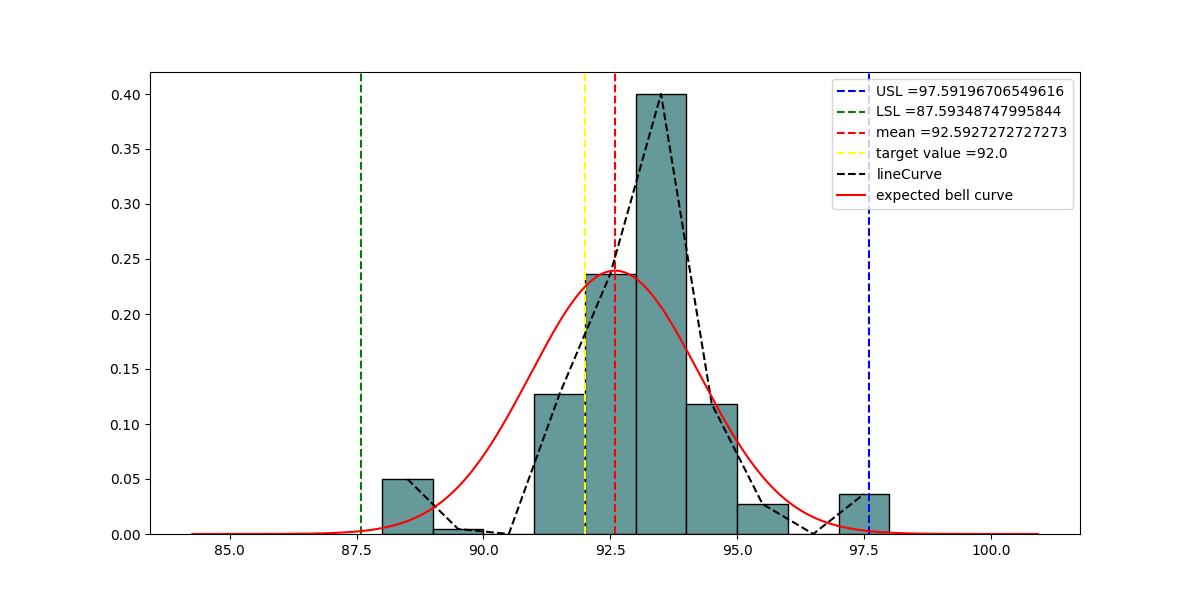 0.40
0.35
0.30
0.25
0.20
0.15
0.10
0.05
0.00
85.0 87.5 90.0 92.5 95.0 97.5 100.0
USL =97.59196706549616
LSL =87.59348747995844
mean =92.5927272727273
target value =92.0
lineCurve
expected bell curve